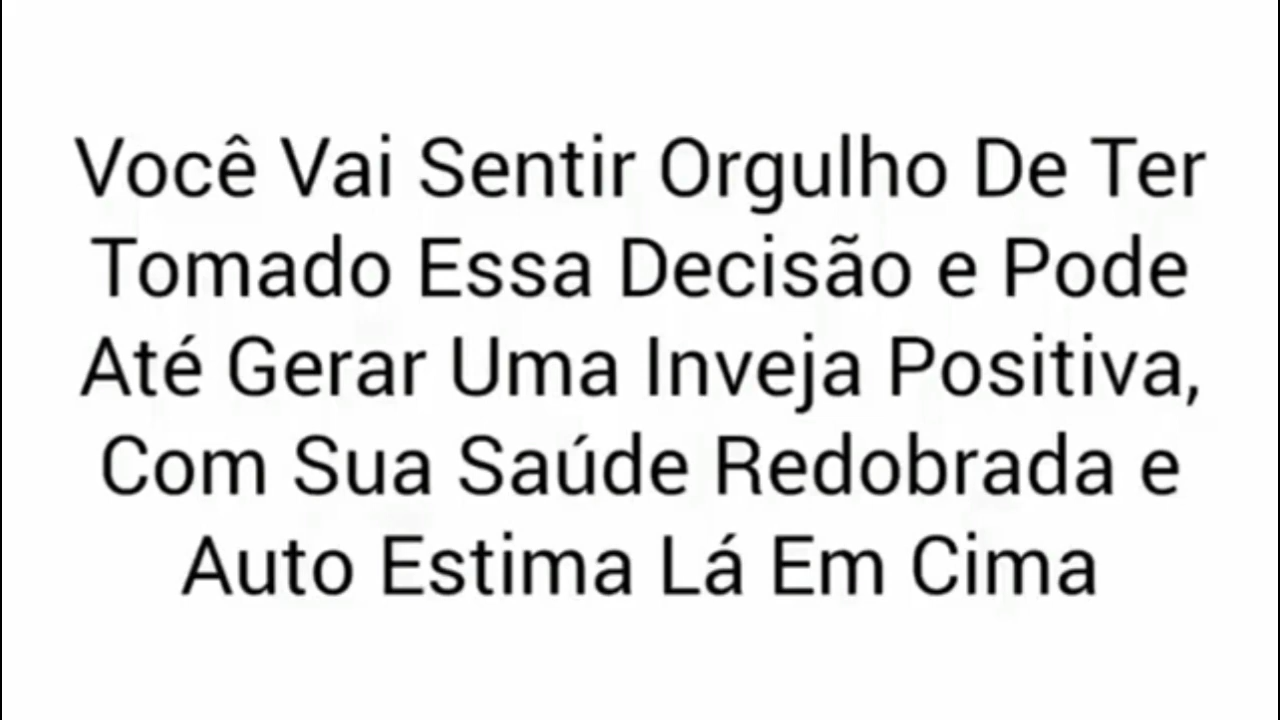 Você Vai Sentir Orgulho De Ter
Tomado Essa Decisão e Pode
Até Gerar Uma Inveja Positiva,
Com Sua Saúde Redobrada e
Auto Estima Lá Em Cima